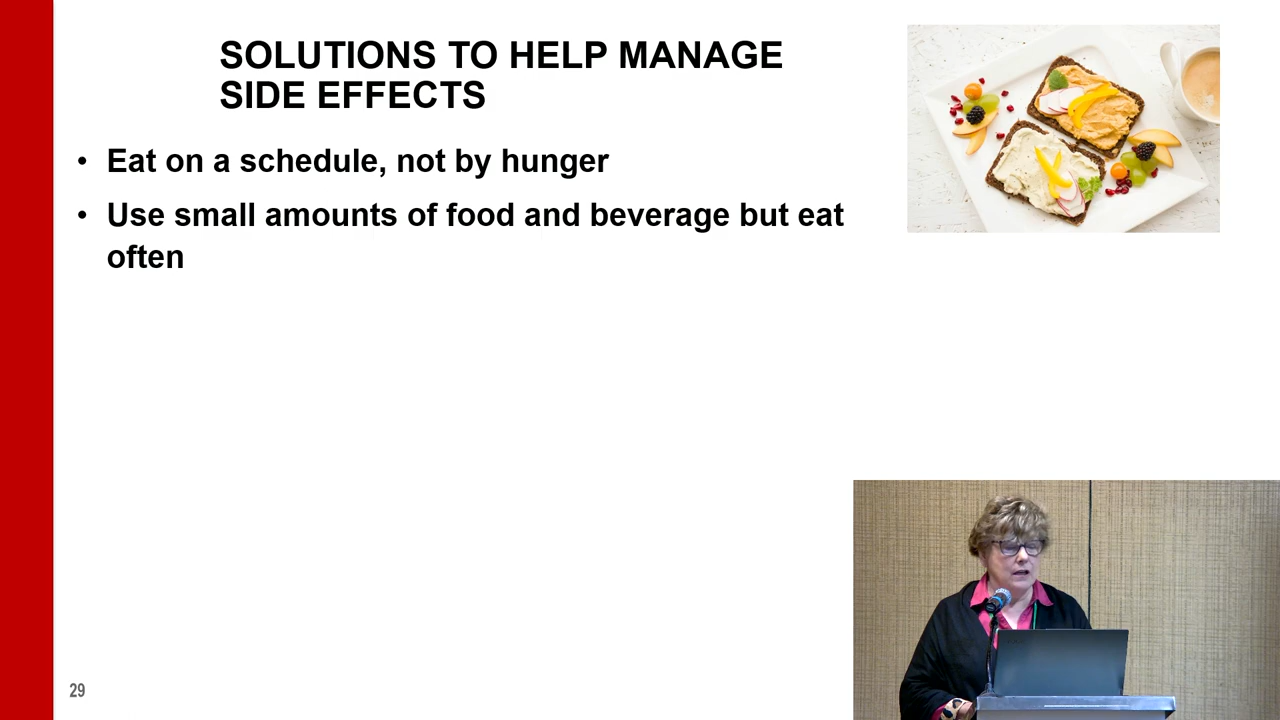 SOLUTIONS TO HELP MANAGE
SIDE EFFECTS
• Eat on a schedule, not by hunger
• Use small amounts of food and beverage but eat
often
29